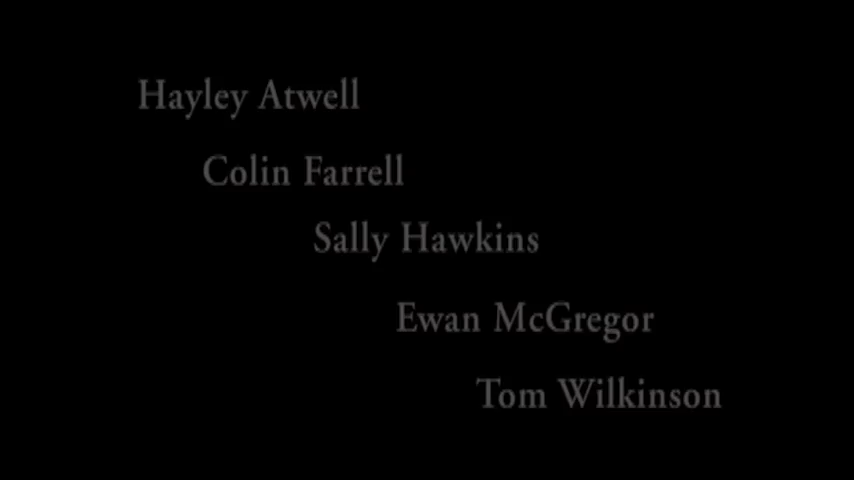 Hayley Atwell
Colin Farrell
Sally Hawkins
Ewan McGregor
Tom Wilkinson